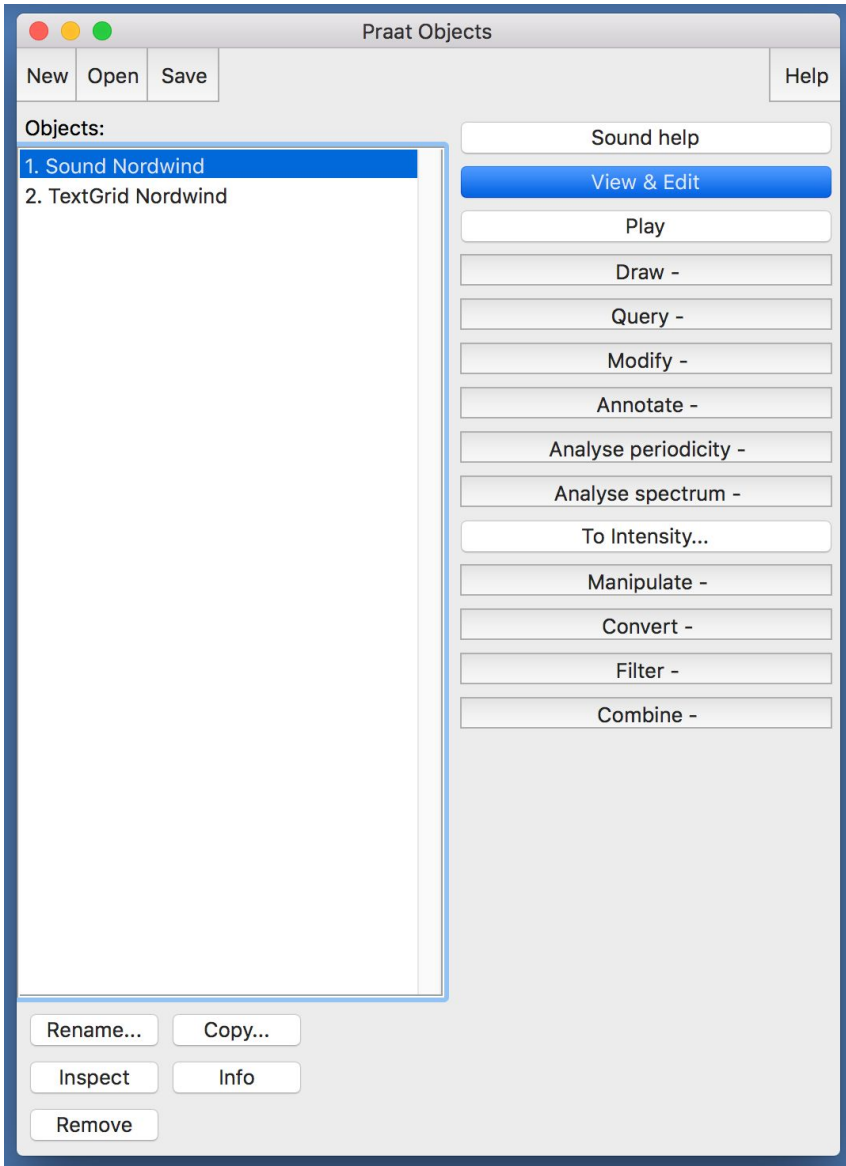 Praat Objects
New Open Save Help
Objects:
1. Sound Nordwind
2. TextGrid Nordwind
Sound help
View & Edit
Play
Draw -
Query -
Modify -
Annotate -
Analyse periodicity -
Analyse spectrum -
To Intensity...
Manipulate -
Convert -
Filter -
Combine -
Rename... Copy...
Inspect Info
Remove